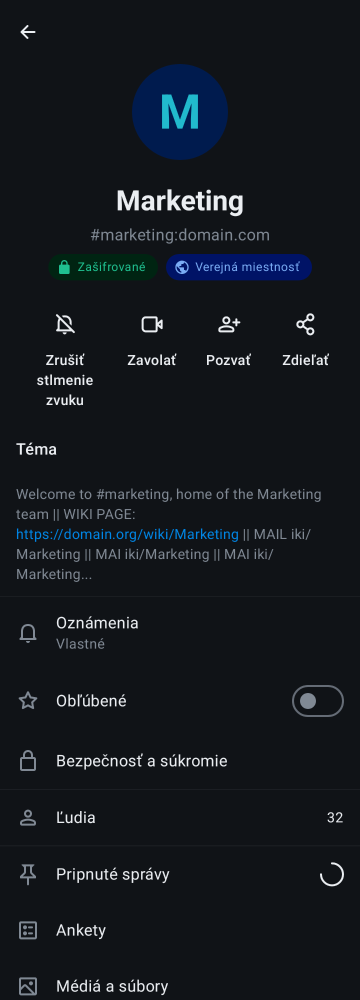 M
Marketing
#marketing:domain.com
Zašifrované
Verejná miestnosť
Zrušiť
stlmenie
zvuku
Zavolať
Pozvať
Zdieľať
Téma
Welcome to #marketing, home of the Marketing
team || WIKI PAGE:
https://domain.org/wiki/Marketing || MAIL iki/
Marketing || MAI iki/Marketing || MAI iki/
Marketing...
Oznámenia
Vlastné
Obľúbené
Bezpečnosť a súkromie
Ľudia 32
Pripnuté správy
Ankety
Médiá a súbory